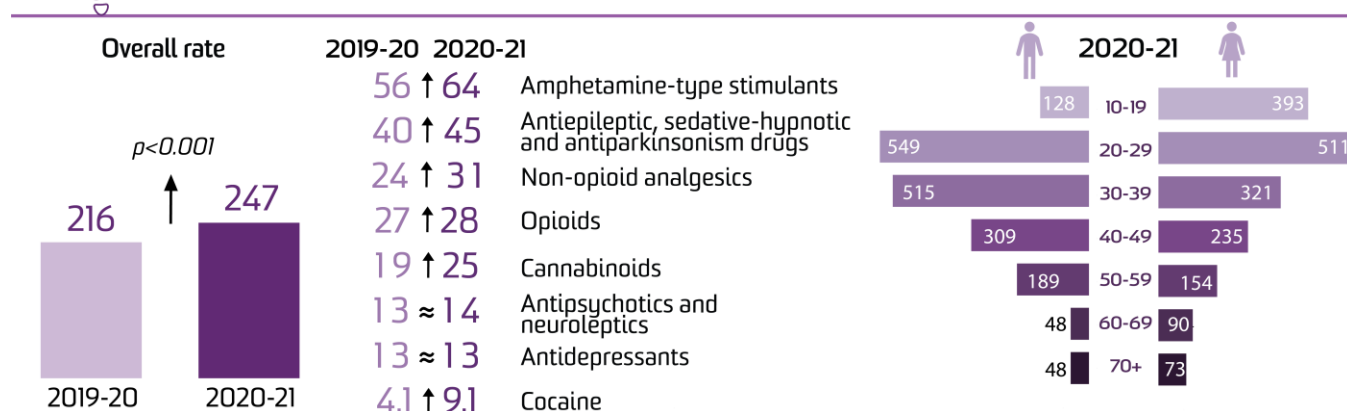 Overall rate
p<0.001
216
247
2019-20
2020-21
2019-20 2020-21
56 ↑ 64 Amphetamine-type stimulants
40 ↑ 45 Antiepileptic, sedative-hypnotic
and antiparkinsonism drugs
24 ↑ 31 Non-opioid analgesics
27 ↑ 28 Opioids
19 ↑ 25 Cannabinoids
13 ≈ 14 Antipsychotics and
neuroleptics
13 ≈ 13 Antidepressants
4.1 ↑ 9.1 Cocaine
2020-21
128 10-19 393
549 20-29 511
515 30-39 321
309 40-49 235
189 50-59 154
48 60-69 90
48 70+ 73